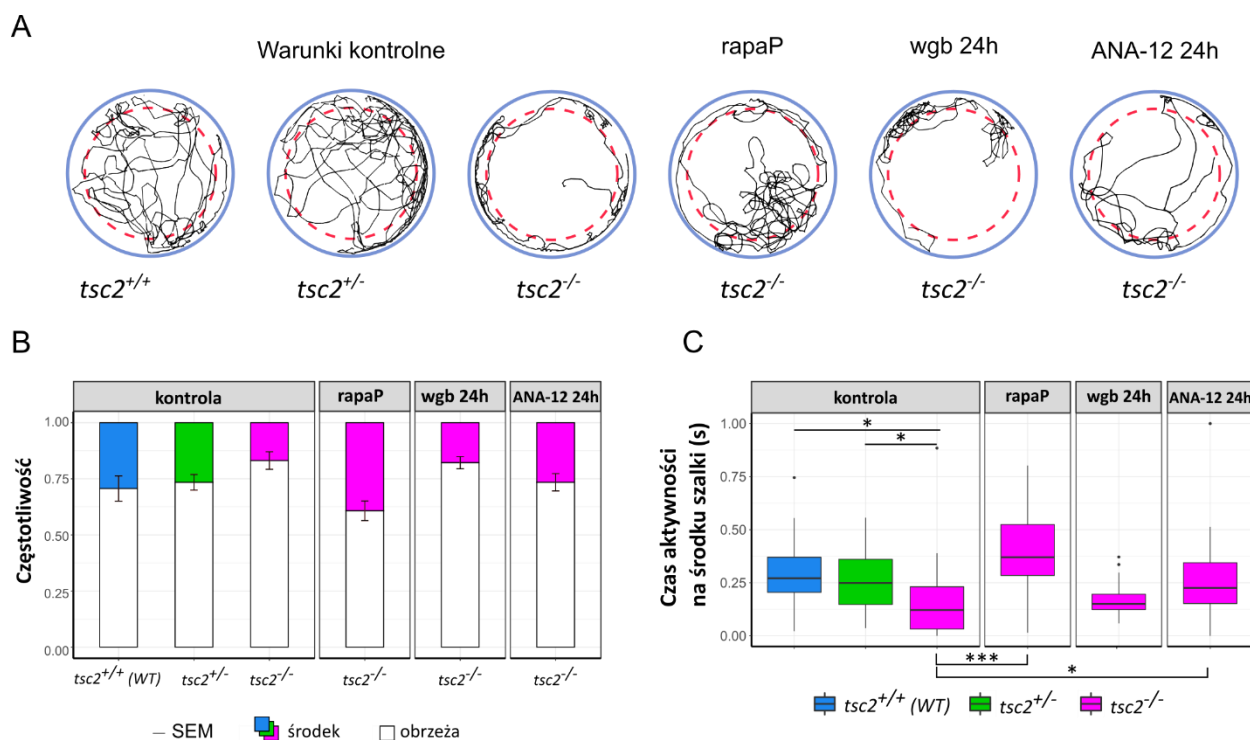 A
Warunki kontrolne
rapaP
wgb 24h
ANA-12 24h
tsc2+/+
tsc2+/-
tsc2-/-
tsc2-/-
tsc2-/-
tsc2-/-
B
kontrola
rapaP
wgb 24h
ANA-12 24h
Częstotliwość
1.00
0.75
0.50
0.25
0.00
tsc2+/+ (WT)
tsc2+/-
tsc2-/-
tsc2-/-
tsc2-/-
tsc2-/-
— SEM
środek
obrzeża
C
kontrola
rapaP
wgb 24h
ANA-12 24h
Czas aktywności
na środku szalki (s)
1.00
0.75
0.50
0.25
0.00
*
*
***
*
tsc2+/+ (WT)
tsc2+/-
tsc2-/-